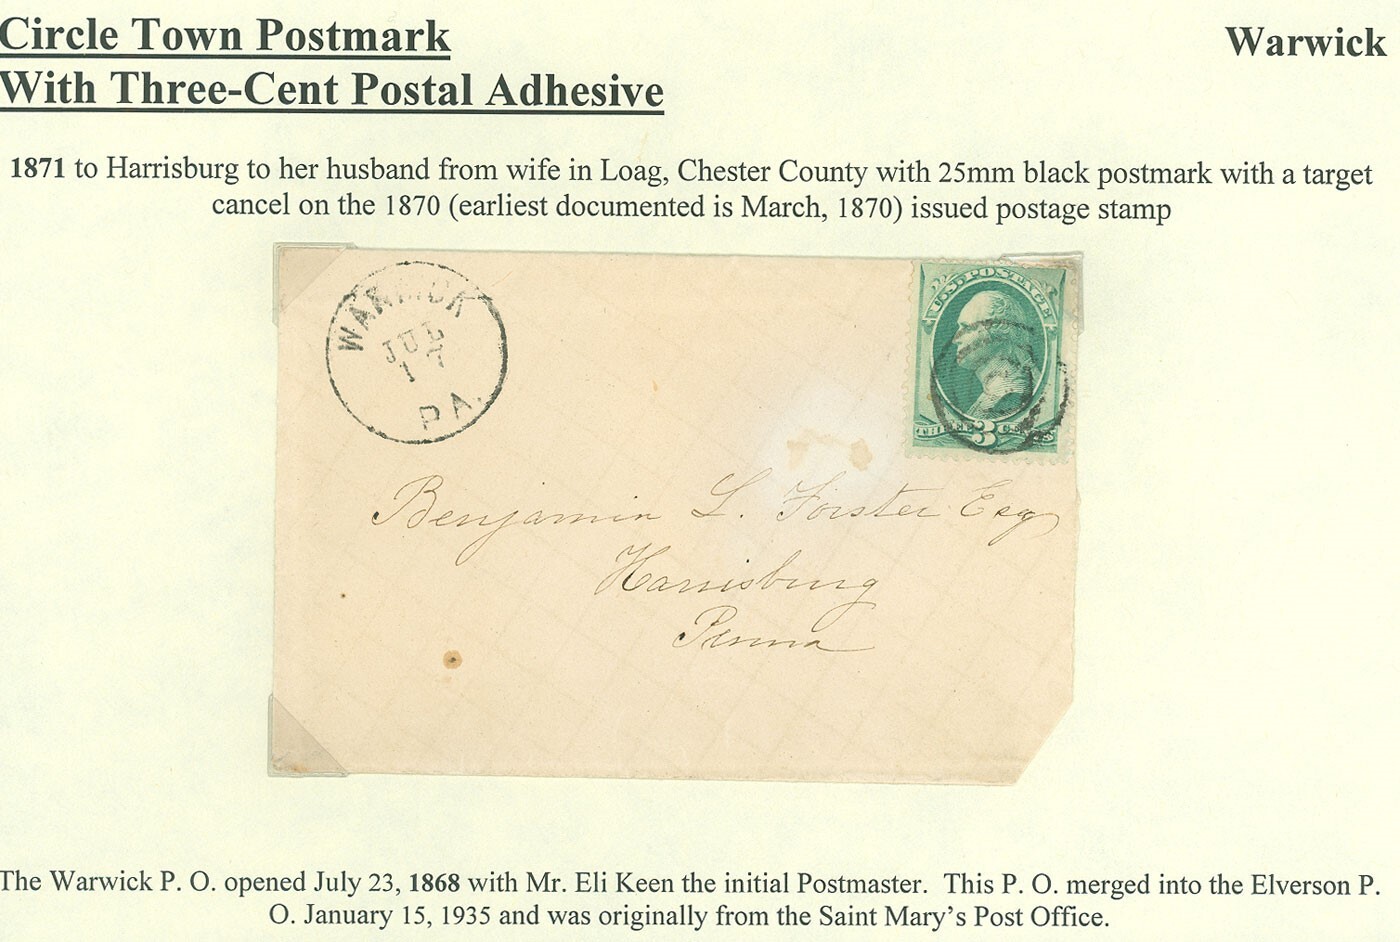 Circle Town Postmark
Warwick
With Three-Cent Postal Adhesive
1871 to Harrisburg to her husband from wife in Loag, Chester County with 25mm black postmark with a target
cancel on the 1870 (earliest documented is March, 1870) issued postage stamp
WARWICK
JUL
17
PA.
U.S. POSTAGE
THREE 3 CENTS
Benjamin L. Forster Esq
Harrisburg
Penna
The Warwick P. O. opened July 23, 1868 with Mr. Eli Keen the initial Postmaster. This P. O. merged into the Elverson P.
O. January 15, 1935 and was originally from the Saint Mary's Post Office.